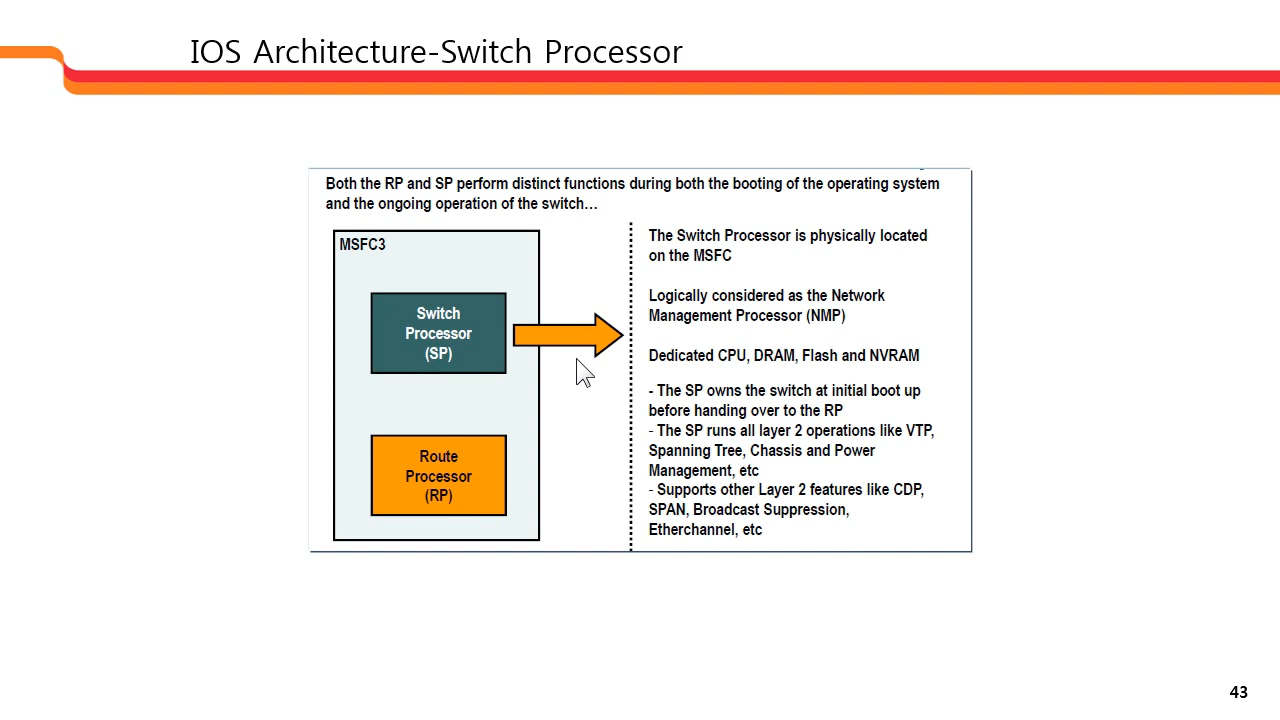 IOS Architecture-Switch Processor
Both the RP and SP perform distinct functions during both the booting of the operating system
and the ongoing operation of the switch...
MSFC3
Switch
Processor
(SP)
Route
Processor
(RP)
The Switch Processor is physically located
on the MSFC
Logically considered as the Network
Management Processor (NMP)
Dedicated CPU, DRAM, Flash and NVRAM
- The SP owns the switch at initial boot up
before handing over to the RP
- The SP runs all layer 2 operations like VTP,
Spanning Tree, Chassis and Power
Management, etc
- Supports other Layer 2 features like CDP,
SPAN, Broadcast Suppression,
Etherchannel, etc
43